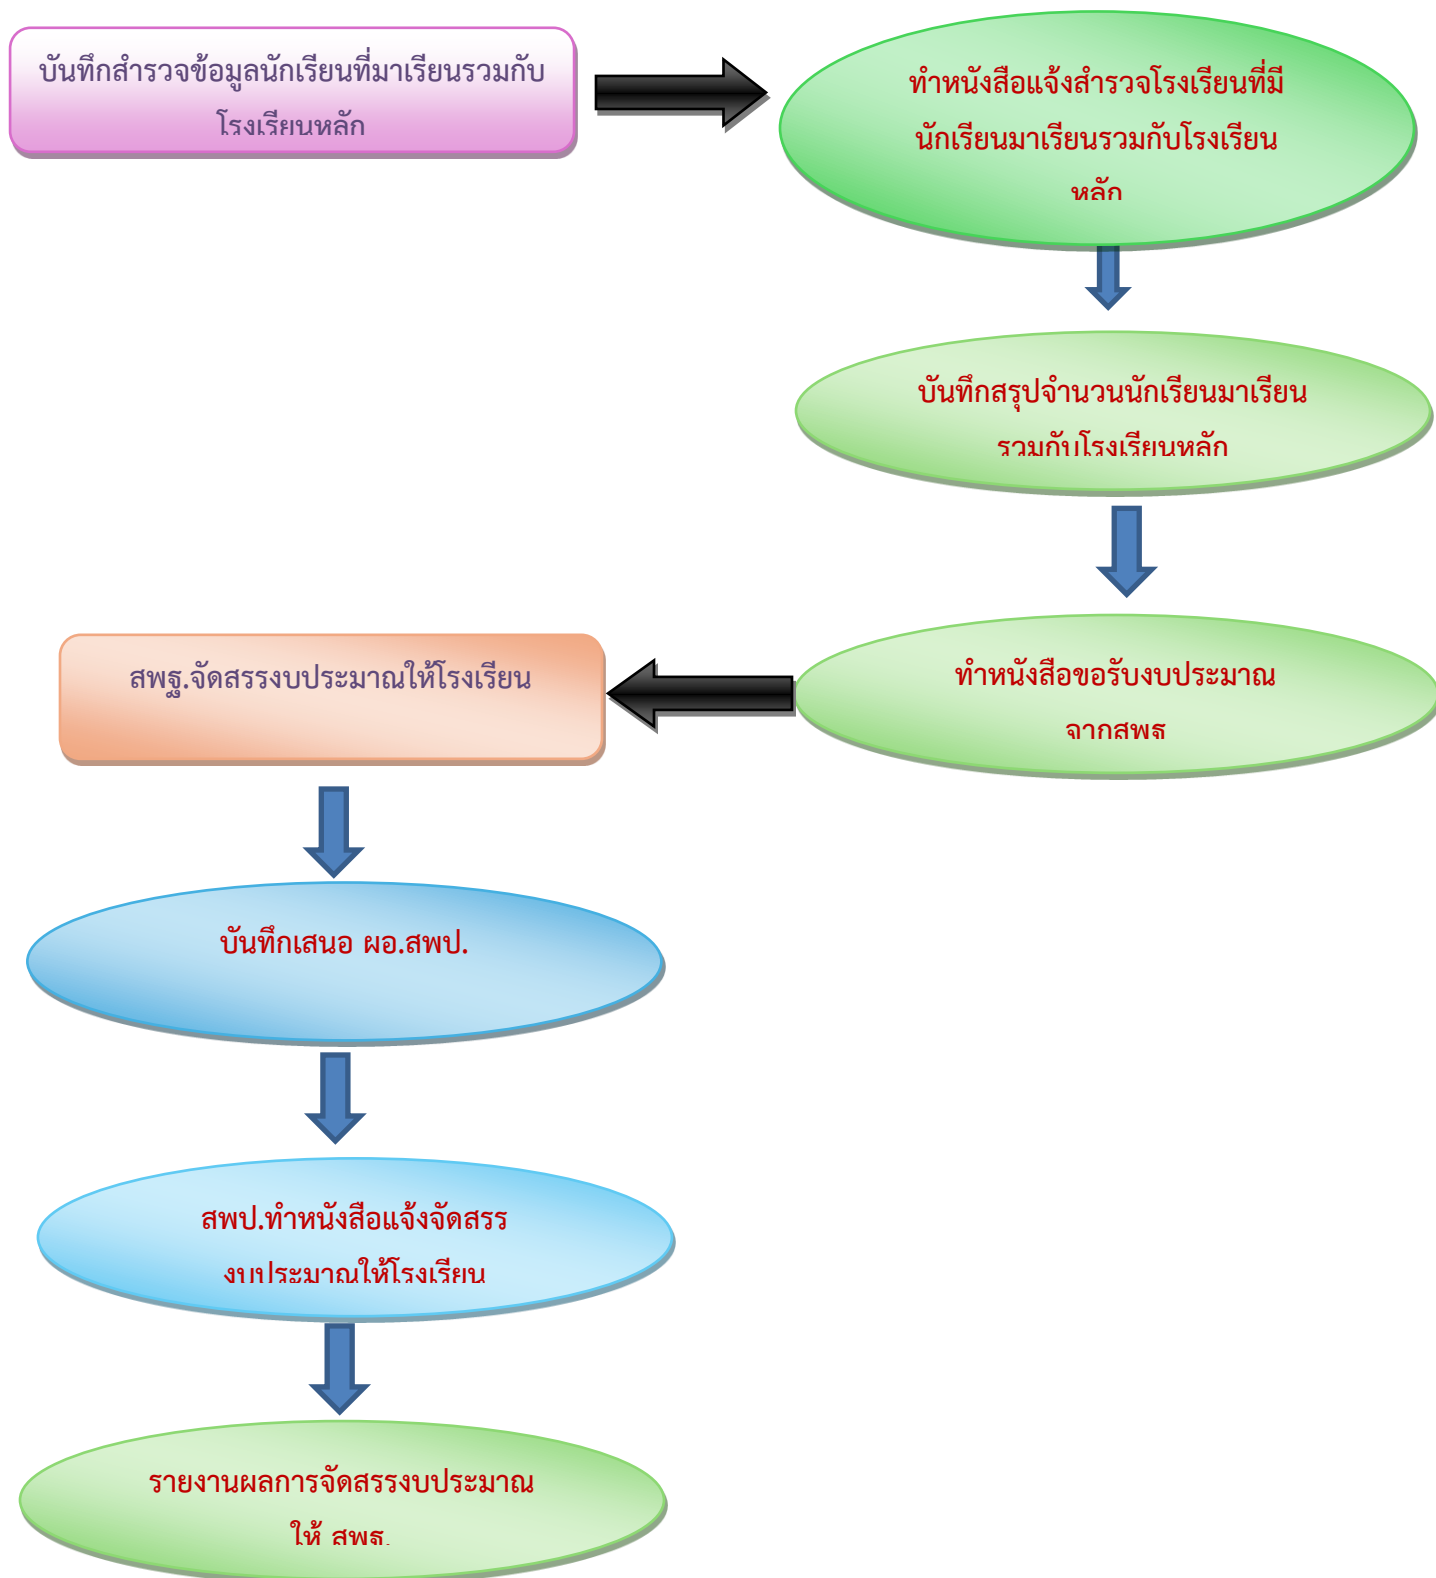 บันทึกสำรวจข้อมูลนักเรียนที่มาเรียนรวมกับ
โรงเรียนหลัก
ทำหนังสือแจ้งสำรวจโรงเรียนที่มี
นักเรียนมาเรียนรวมกับโรงเรียน
หลัก
บันทึกสรุปจำนวนนักเรียนมาเรียน
รวมกับโรงเรียนหลัก
ทำหนังสือขอรับงบประมาณ
จากสพฐ
สพฐ.จัดสรรงบประมาณให้โรงเรียน
บันทึกเสนอ ผอ.สพป.
สพป.ทำหนังสือแจ้งจัดสรร
งบประมาณให้โรงเรียน
รายงานผลการจัดสรรงบประมาณ
ให้ สพฐ.